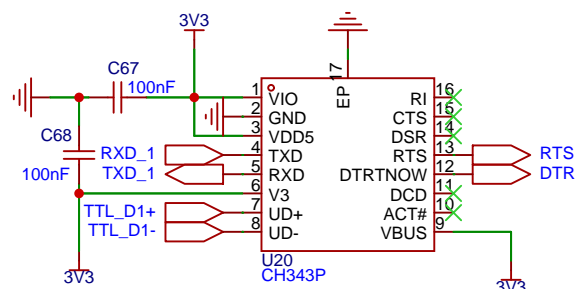 3V3
C67
100nF
C68
100nF
RXD_1
TXD_1
TTL_D1+
TTL_D1-
3V3
EP 17
1 VIO
2 GND
3 VDD5
4 TXD
5 RXD
6 V3
7 UD+
8 UD-
RI 16
CTS 15
DSR 14
RTS 13
DTRTNOW 12
DCD 11
ACT# 10
VBUS 9
RTS
DTR
U20
CH343P
3V3